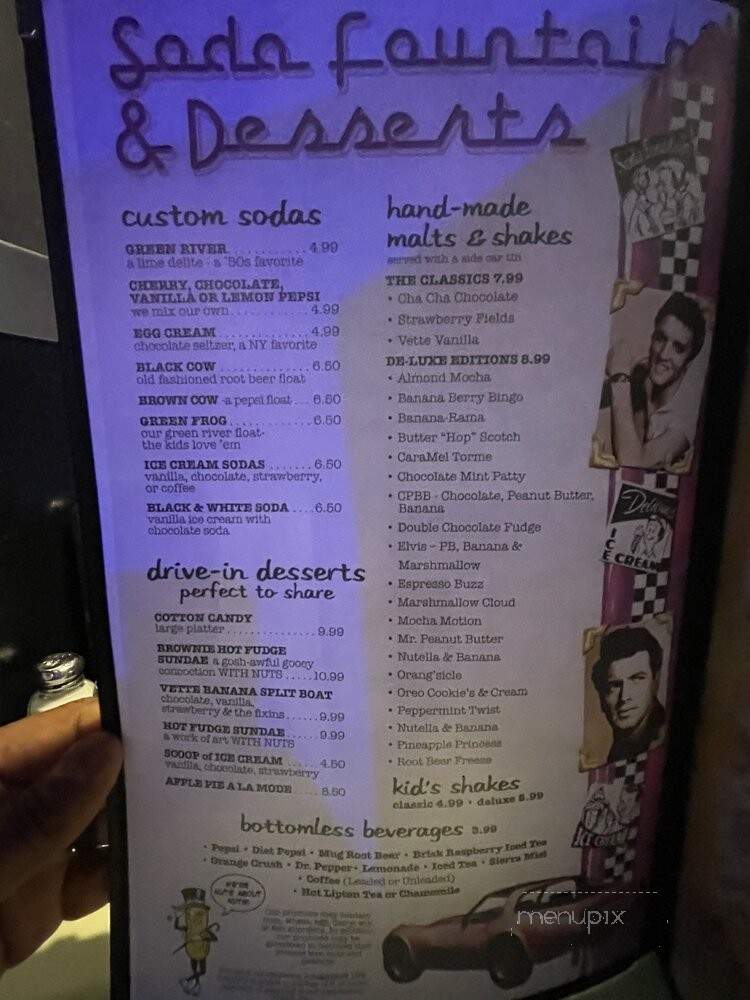 Soda Fountain
& Desserts
custom sodas
GREEN RIVER . . . . . . . . . . . 4.99
a lime delite - a '50s favorite
CHERRY, CHOCOLATE,
VANILLA OR LEMON PEPSI
we mix our own . . . . . . . . . . . . 4.99
EGG CREAM . . . . . . . . . . . . . 4.99
chocolate seltzer, a NY favorite
BLACK COW . . . . . . . . . . . . . 6.50
old fashioned root beer float
BROWN COW -a pepsi float . . . 6.50
GREEN FROG . . . . . . . . . . . . 6.50
our green river float-
the kids love 'em
ICE CREAM SODAS . . . . . . . 6.50
vanilla, chocolate, strawberry,
or coffee
BLACK & WHITE SODA . . . . 6.50
vanilla ice cream with
chocolate soda
drive-in desserts
perfect to share
COTTON CANDY
large platter . . . . . . . . . . . . . . 9.99
BROWNIE HOT FUDGE
SUNDAE a gosh-awful gooey
concoction WITH NUTS . . . . . 10.99
VETTE BANANA SPLIT BOAT
chocolate, vanilla,
strawberry & the fixins . . . . . . 9.99
HOT FUDGE SUNDAE . . . . . . 9.99
a work of art WITH NUTS
SCOOP of ICE CREAM . . . . . . 4.50
vanilla, chocolate, strawberry
APPLE PIE A LA MODE . . . . . 8.50
hand-made
malts & shakes
served with a side car tin
THE CLASSICS 7.99
• Cha Cha Chocolate
• Strawberry Fields
• Vette Vanilla
DE-LUXE EDITIONS 8.99
• Almond Mocha
• Banana Berry Bingo
• Banana-Rama
• Butter "Hop" Scotch
• CaraMel Torme
• Chocolate Mint Patty
• CPBB - Chocolate, Peanut Butter,
Banana
• Double Chocolate Fudge
• Elvis - PB, Banana &
Marshmallow
• Espresso Buzz
• Marshmallow Cloud
• Mocha Motion
• Mr. Peanut Butter
• Nutella & Banana
• Orang'sicle
• Oreo Cookie's & Cream
• Peppermint Twist
• Nutella & Banana
• Pineapple Princess
• Root Beer Freeze
kid's shakes
classic 4.99 • deluxe 5.99
bottomless beverages 3.99
• Pepsi • Diet Pepsi • Mug Root Beer • Brisk Raspberry Iced Tea
• Orange Crush • Dr. Pepper • Lemonade • Iced Tea • Sierra Mist
• Coffee (Leaded or Unleaded)
• Hot Lipton Tea or Chamomile
WE'RE
NUTS ABOUT
ICE CREAM
menupix